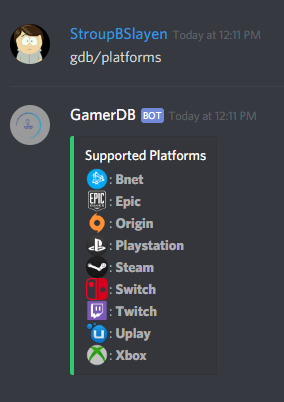 StroupBSlayen Today at 12:11 PM
gdb/platforms
GamerDB BOT Today at 12:11 PM
Supported Platforms
: Bnet
EPIC : Epic
: Origin
: Playstation
: Steam
: Switch
: Twitch
: Uplay
: Xbox